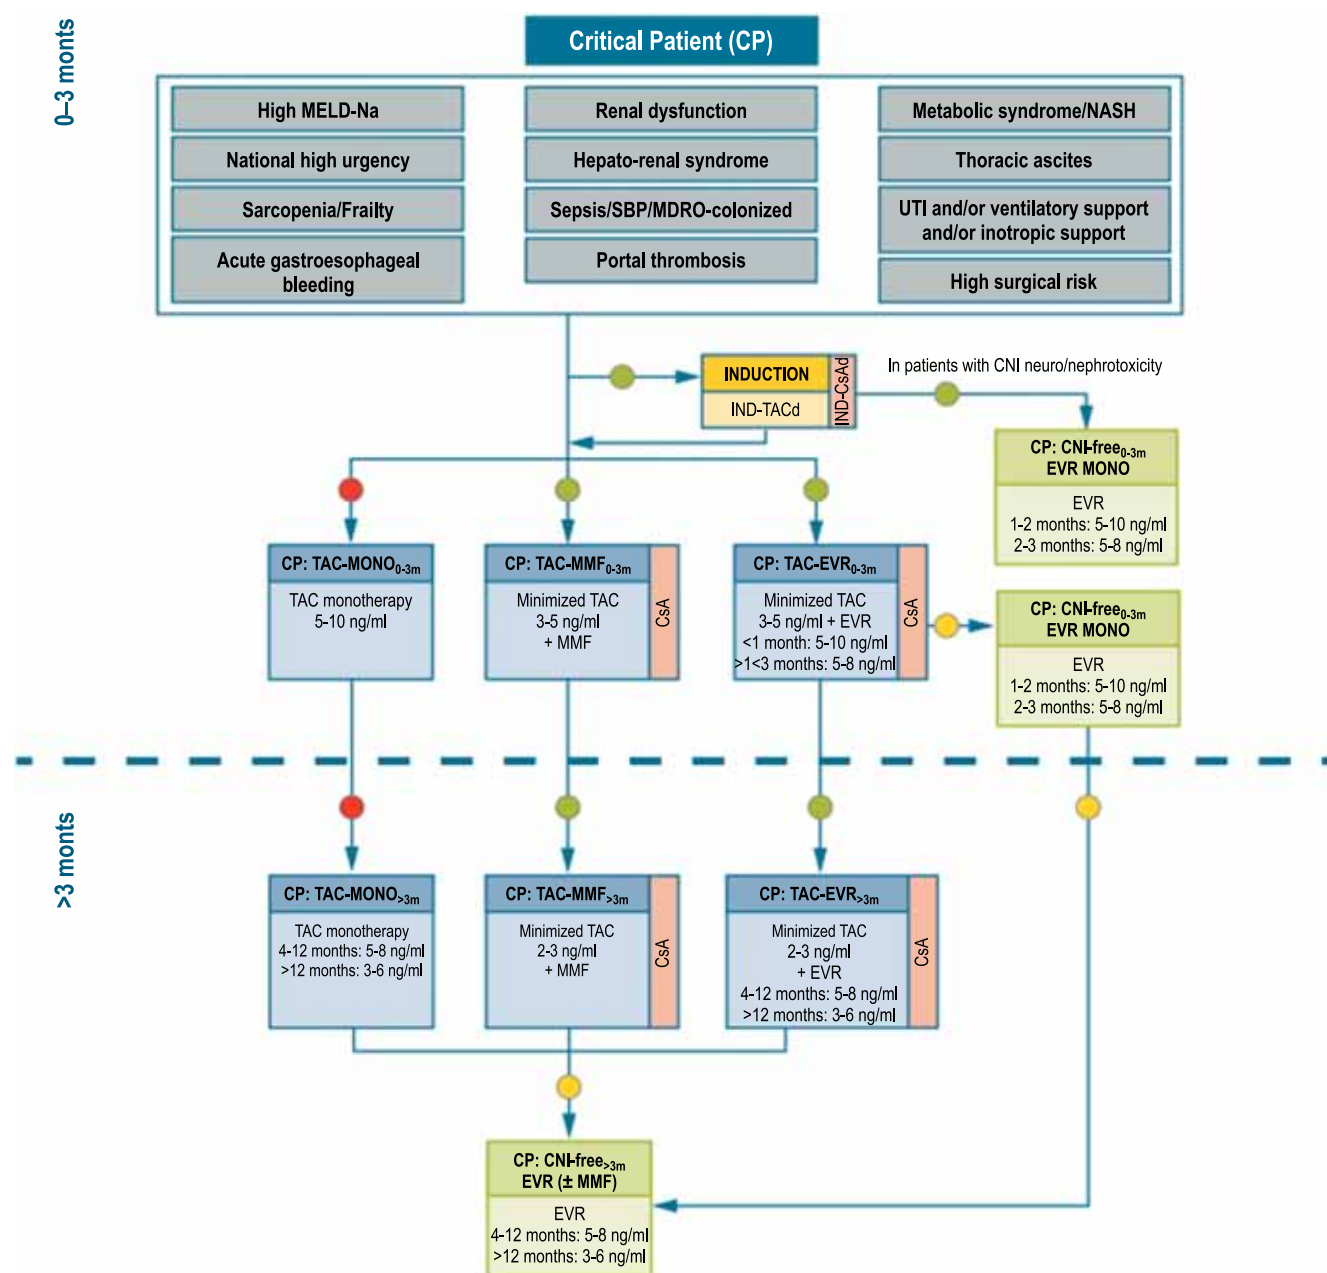 0–3 monts
Critical Patient (CP)
High MELD-Na
National high urgency
Sarcopenia/Frailty
Acute gastroesophageal
bleeding
Renal dysfunction
Hepato-renal syndrome
Sepsis/SBP/MDRO-colonized
Portal thrombosis
Metabolic syndrome/NASH
Thoracic ascites
UTI and/or ventilatory support
and/or inotropic support
High surgical risk
INDUCTION
IND-TACd
IND-CsAd
In patients with CNI neuro/nephrotoxicity
CP: CNI-free0-3m
EVR MONO
EVR
1-2 months: 5-10 ng/ml
2-3 months: 5-8 ng/ml
CP: TAC-MONO0-3m
TAC monotherapy
5-10 ng/ml
CP: TAC-MMF0-3m
Minimized TAC
3-5 ng/ml
+ MMF
CsA
CP: TAC-EVR0-3m
Minimized TAC
3-5 ng/ml + EVR
<1 month: 5-10 ng/ml
>1<3 months: 5-8 ng/ml
CsA
CP: CNI-free0-3m
EVR MONO
EVR
1-2 months: 5-10 ng/ml
2-3 months: 5-8 ng/ml
>3 monts
CP: TAC-MONO>3m
TAC monotherapy
4-12 months: 5-8 ng/ml
>12 months: 3-6 ng/ml
CP: TAC-MMF>3m
Minimized TAC
2-3 ng/ml
+ MMF
CsA
CP: TAC-EVR>3m
Minimized TAC
2-3 ng/ml
+ EVR
4-12 months: 5-8 ng/ml
>12 months: 3-6 ng/ml
CsA
CP: CNI-free>3m
EVR (± MMF)
EVR
4-12 months: 5-8 ng/ml
>12 months: 3-6 ng/ml